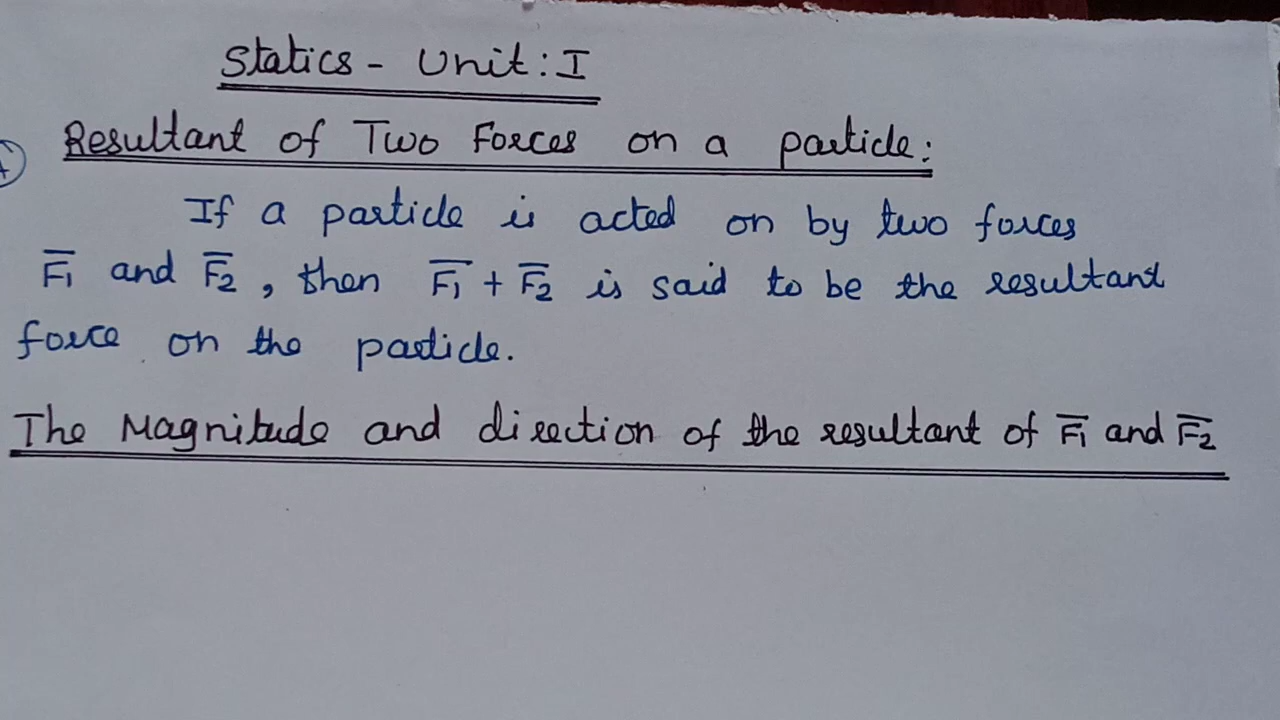 Statics - Unit: I
Resultant of Two Forces on a particle:
If a particle is acted on by two forces
F̅₁ and F̅₂, then F̅₁ + F̅₂ is said to be the resultant
force on the particle.
The Magnitude and direction of the resultant of F̅₁ and F̅₂